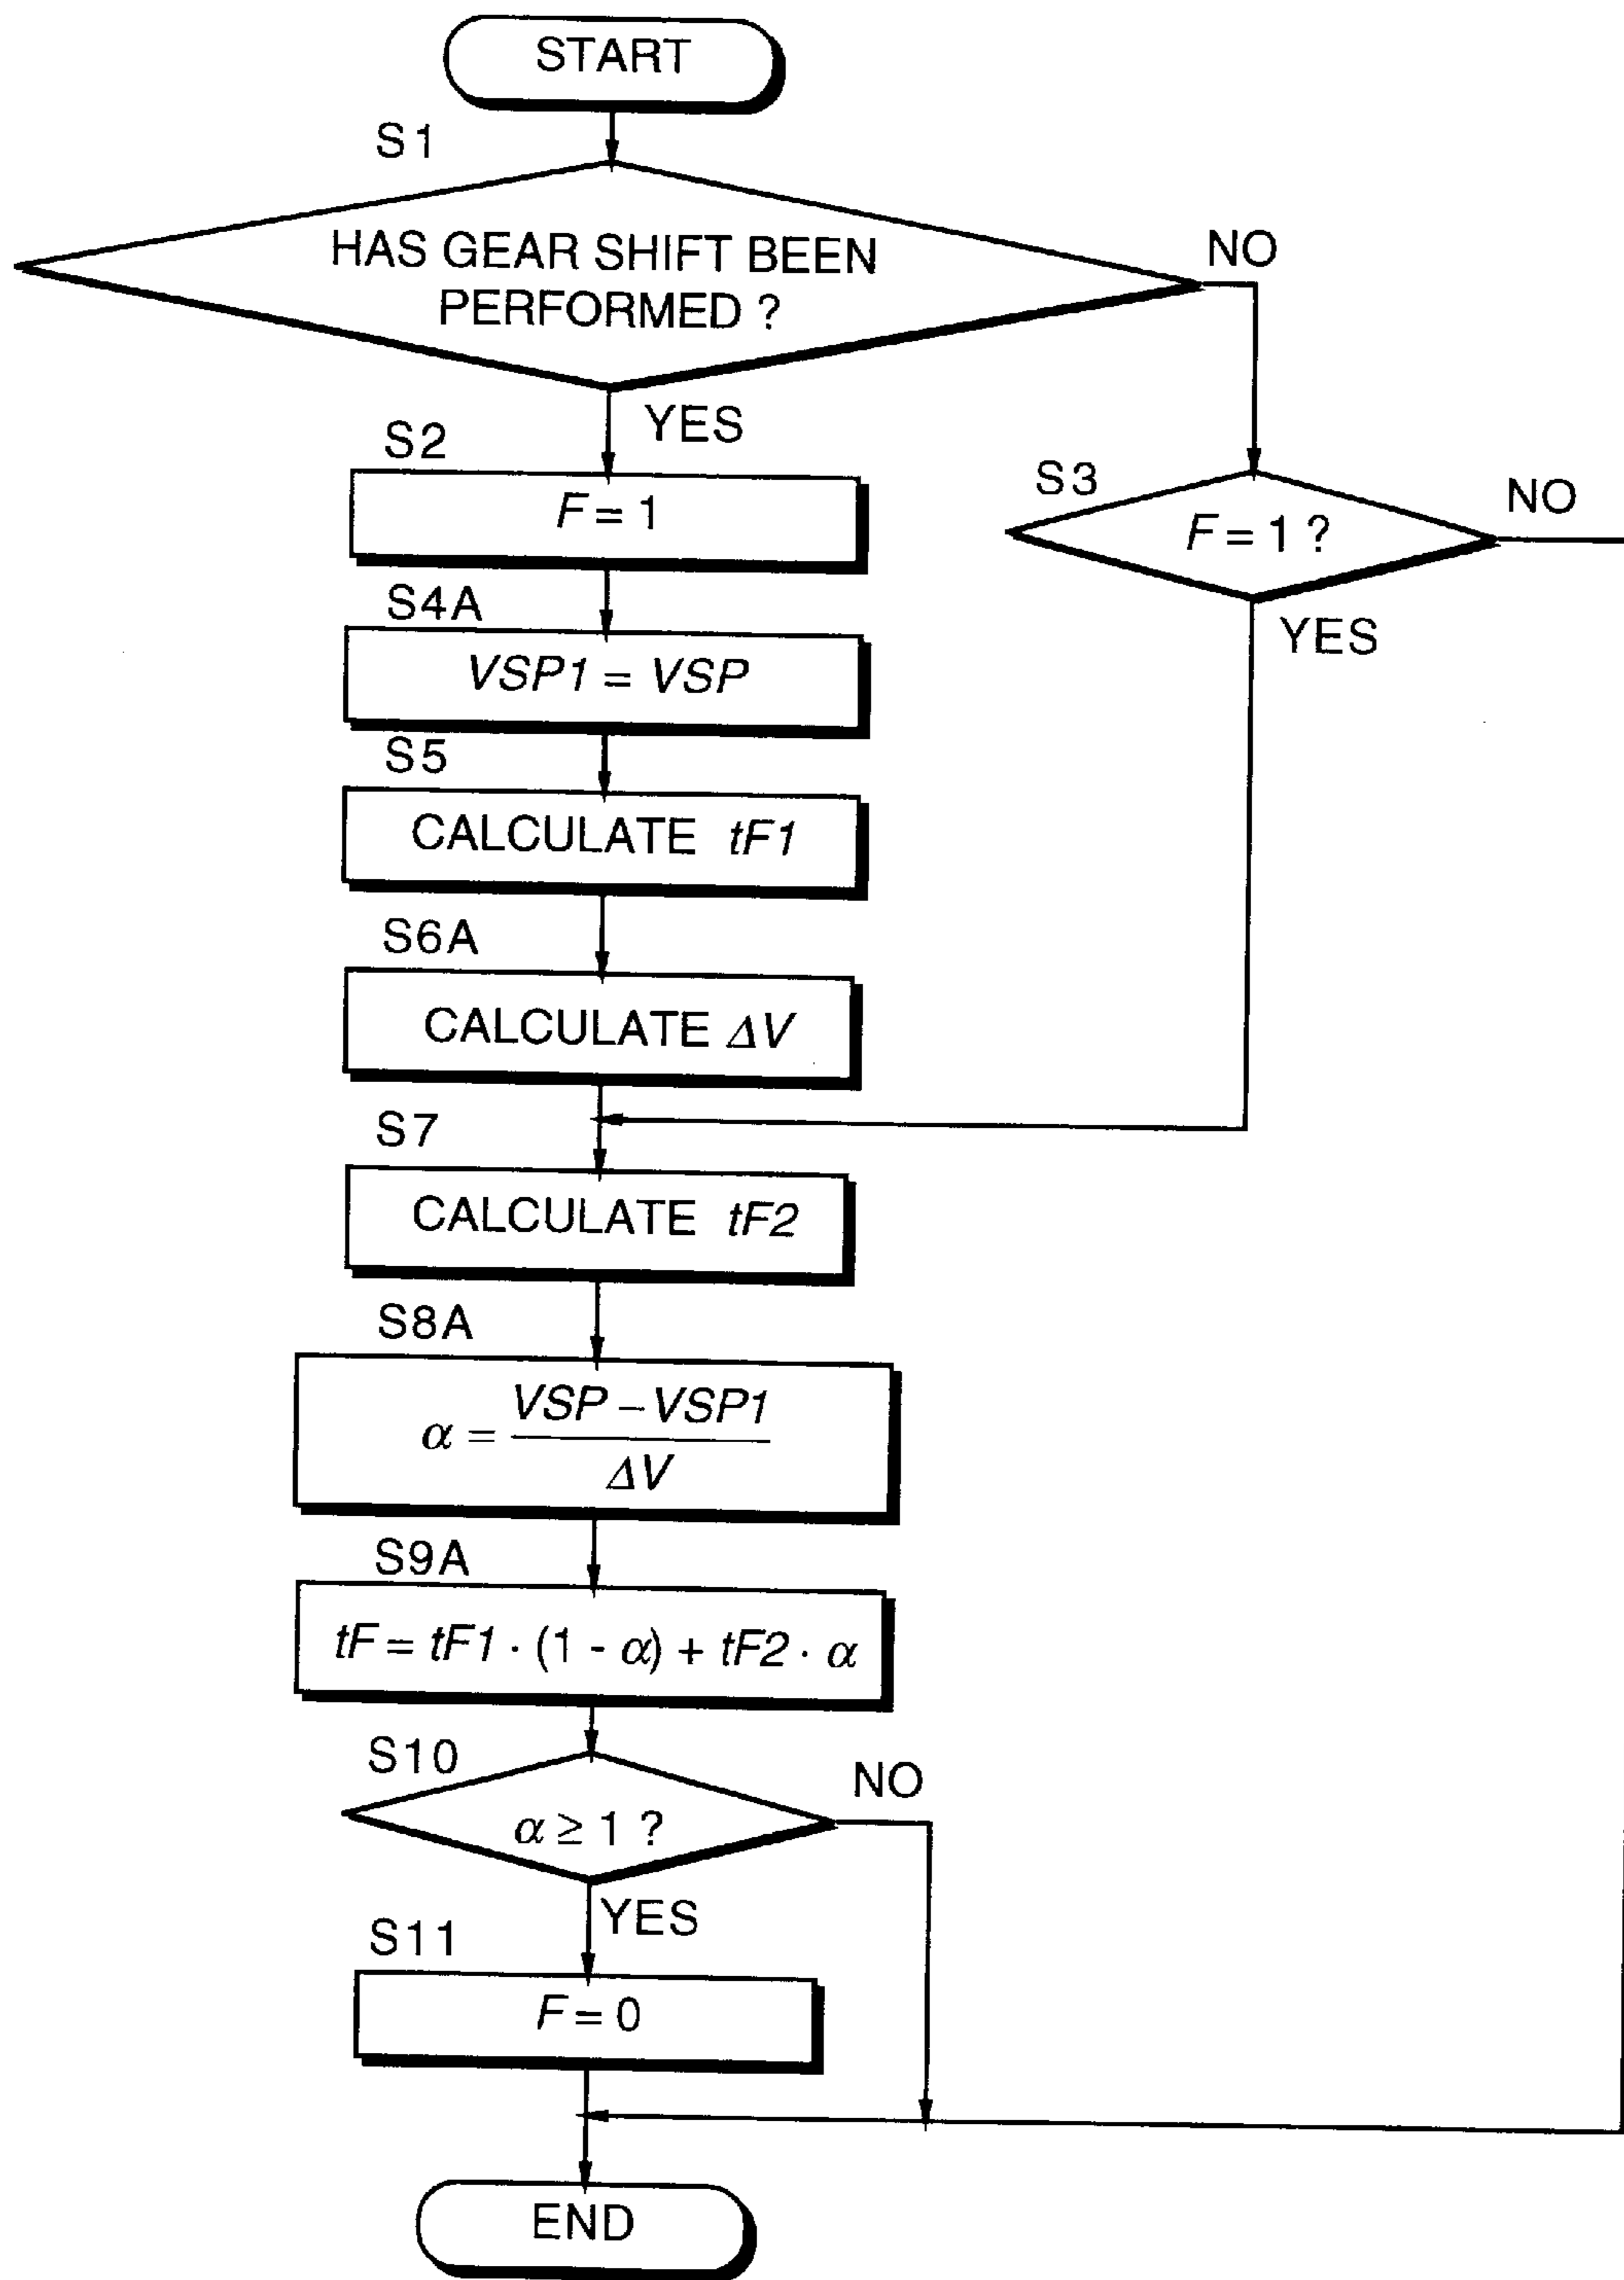 START
S1
HAS GEAR SHIFT BEEN
PERFORMED ?
NO
YES
S2
F = 1
S3
F = 1 ?
NO
YES
S4A
VSP1 = VSP
S5
CALCULATE tF1
S6A
CALCULATE ΔV
S7
CALCULATE tF2
S8A
α = VSP – VSP1 / ΔV
S9A
tF = tF1 · (1 - α) + tF2 · α
S10
α ≥ 1 ?
NO
YES
S11
F = 0
END